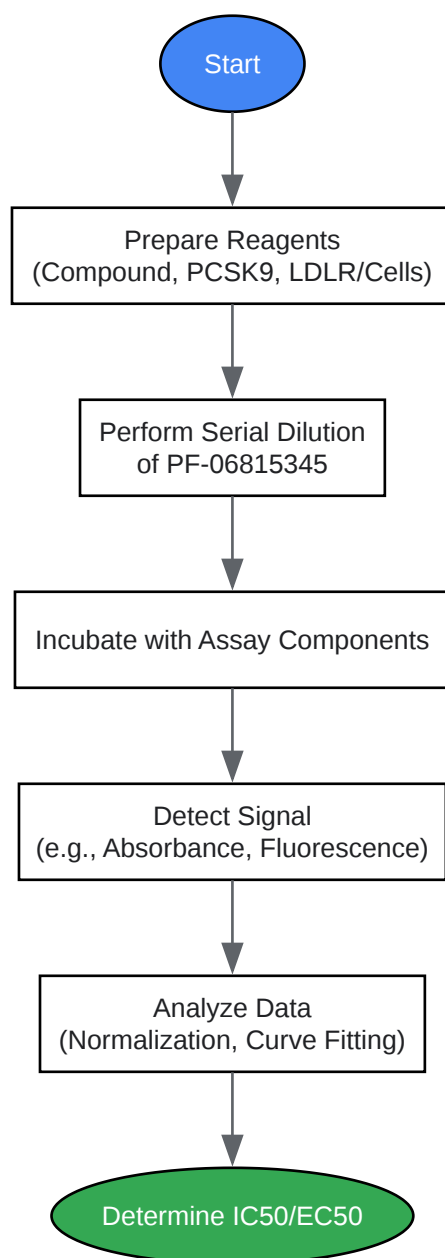 Start
Prepare Reagents
(Compound, PCSK9, LDLR/Cells)
Perform Serial Dilution
of PF-06815345
Incubate with Assay Components
Detect Signal
(e.g., Absorbance, Fluorescence)
Analyze Data
(Normalization, Curve Fitting)
Determine IC50/EC50